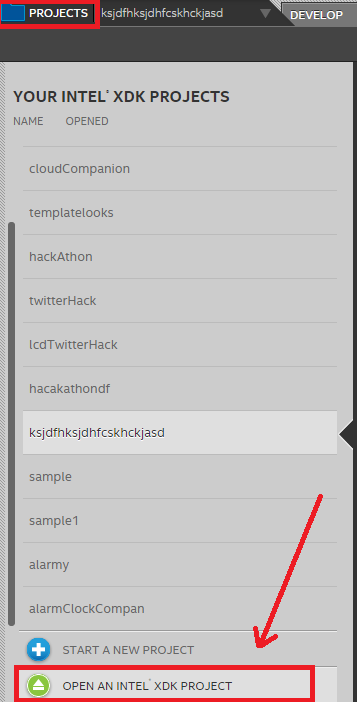 PROJECTS ksjdfhksjdhfcskhckjasd DEVELOP
YOUR INTEL® XDK PROJECTS
NAME OPENED
cloudCompanion
templatelooks
hackAthon
twitterHack
lcdTwitterHack
hacakathondf
ksjdfhksjdhfcskhckjasd
sample
sample1
alarmy
alarmClockCompan
START A NEW PROJECT
OPEN AN INTEL® XDK PROJECT